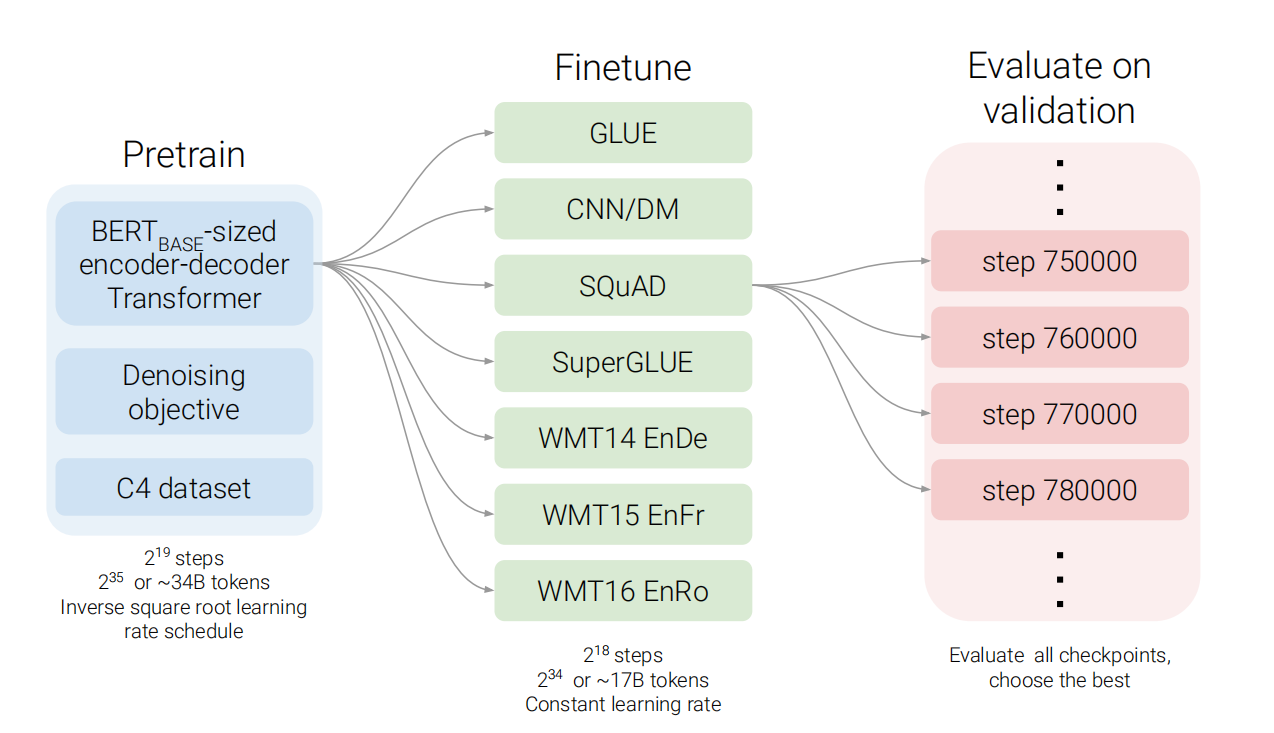 Pretrain
BERT_BASE-sized
encoder-decoder
Transformer
Denoising
objective
C4 dataset
2^19 steps
2^35 or ~34B tokens
Inverse square root learning
rate schedule
Finetune
GLUE
CNN/DM
SQuAD
SuperGLUE
WMT14 EnDe
WMT15 EnFr
WMT16 EnRo
2^18 steps
2^34 or ~17B tokens
Constant learning rate
Evaluate on
validation
step 750000
step 760000
step 770000
step 780000
Evaluate all checkpoints,
choose the best